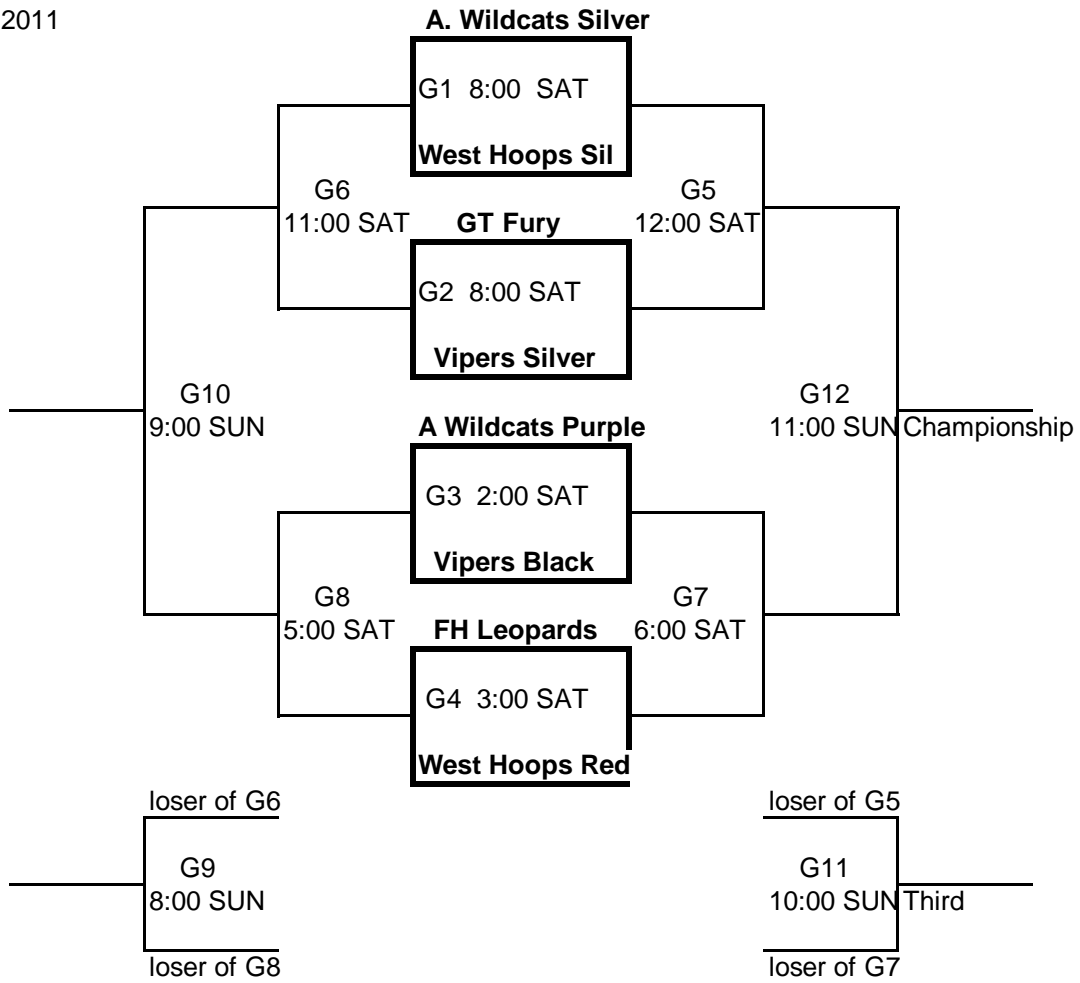 2011
A. Wildcats Silver
G1 8:00 SAT
West Hoops Sil
G6
11:00 SAT
G5
12:00 SAT
GT Fury
G2 8:00 SAT
Vipers Silver
G10
9:00 SUN
G12
11:00 SUN Championship
A Wildcats Purple
G3 2:00 SAT
Vipers Black
G8
5:00 SAT
G7
6:00 SAT
FH Leopards
G4 3:00 SAT
West Hoops Red
loser of G6
G9
8:00 SUN
loser of G8
loser of G5
G11
10:00 SUN Third
loser of G7